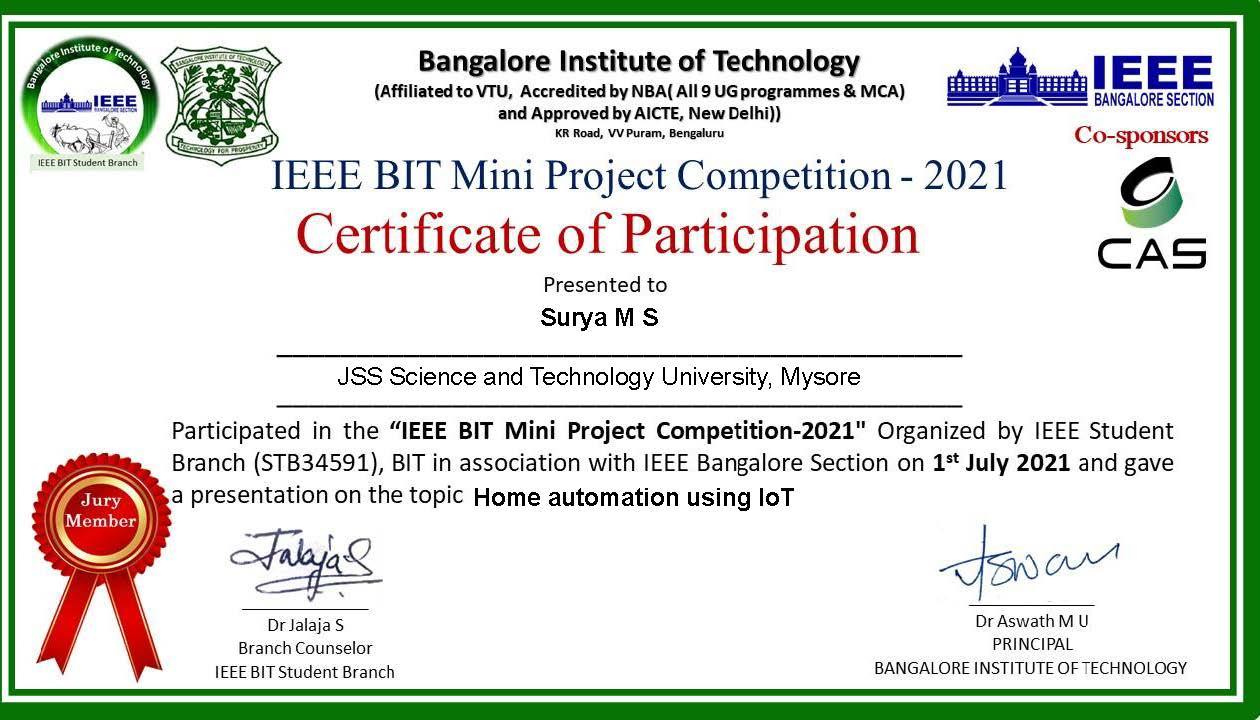 Bangalore Institute of Technology
IEEE
BANGALORE SECTION
IEEE BIT Student Branch
BANGALORE INSTITUTE OF TECHNOLOGY
TECHNOLOGY FOR PROSPERITY
Bangalore Institute of Technology
(Affiliated to VTU, Accredited by NBA( All 9 UG programmes & MCA)
and Approved by AICTE, New Delhi))
KR Road, VV Puram, Bengaluru
IEEE
BANGALORE SECTION
Co-sponsors
CAS
IEEE BIT Mini Project Competition - 2021
Certificate of Participation
Presented to
Surya M S
JSS Science and Technology University, Mysore
Participated in the “IEEE BIT Mini Project Competition-2021" Organized by IEEE Student
Branch (STB34591), BIT in association with IEEE Bangalore Section on 1st July 2021 and gave
a presentation on the topic Home automation using IoT
Jury
Member
Jalaja S
Dr Jalaja S
Branch Counselor
IEEE BIT Student Branch
Dr Aswath M U
PRINCIPAL
BANGALORE INSTITUTE OF TECHNOLOGY